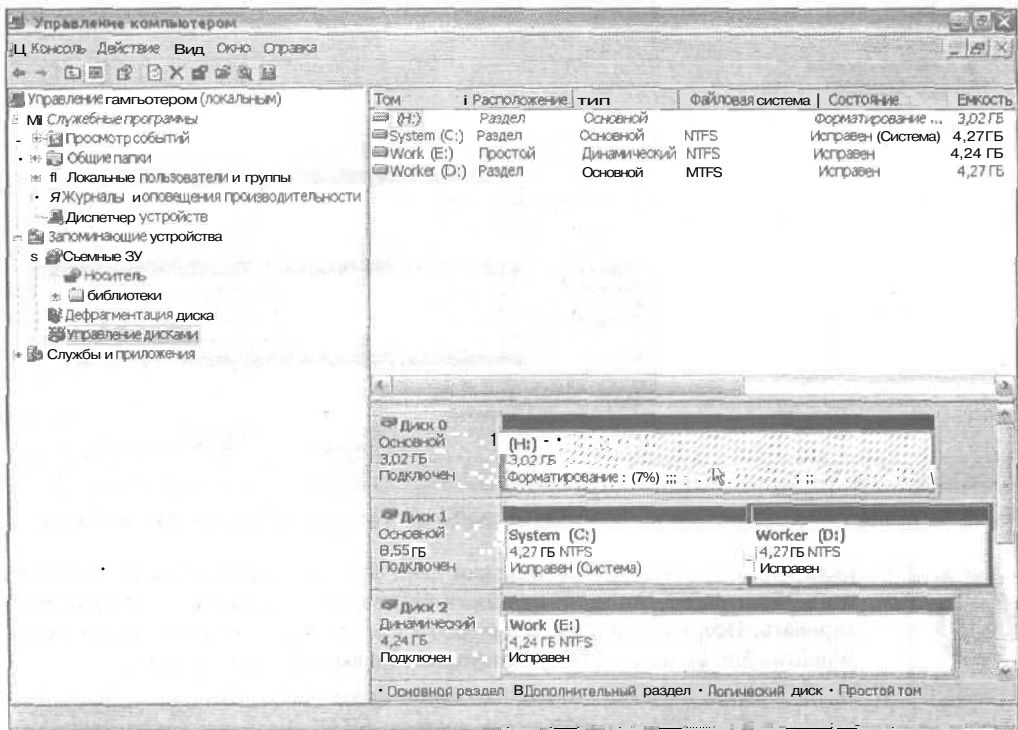 Управление компьютером
Ц Консоль Действие Вид Окно Справка
Управление гамгьотером (локальным)
МI Служебные программы
Просмотр событий
Общие папки
fl Локальные пользователи и группы
Я Журналы и оповещения производительности
Диспетчер устройств
Запоминающие устройства
s Съемные ЗУ
Носитель
библиотеки
Дефрагментация диска
Управление дисками
Службы и приложения
Том i Расположение тип Файловая система | Состояние Емкость
(H:) Раздел Основной Форматирование ... 3,02 ГБ
System (C:) Раздел Основной NTFS Исправен (Система) 4,27 ГБ
Work (E:) Простой Динамический NTFS Исправен 4,24 ГБ
Worker (D:) Раздел Основной MTFS Исправен 4,27 ГБ
Диск 0
Основной
3,02 ГБ
Подключен
1 (H:)
3,02 ГБ
Форматирование : (7%)
Диск 1
Основной
8,55 ГБ
Подключен
System (C:)
4,27 ГБ NTFS
Исправен (Система)
Worker (D:)
4,27 ГБ NTFS
Исправен
Диск 2
Динамический
4,24 ГБ
Подключен
Work (E:)
4,24 ГБ NTFS
Исправен
• Основной раздел В Дополнительный раздел • Логический диск • Простой том